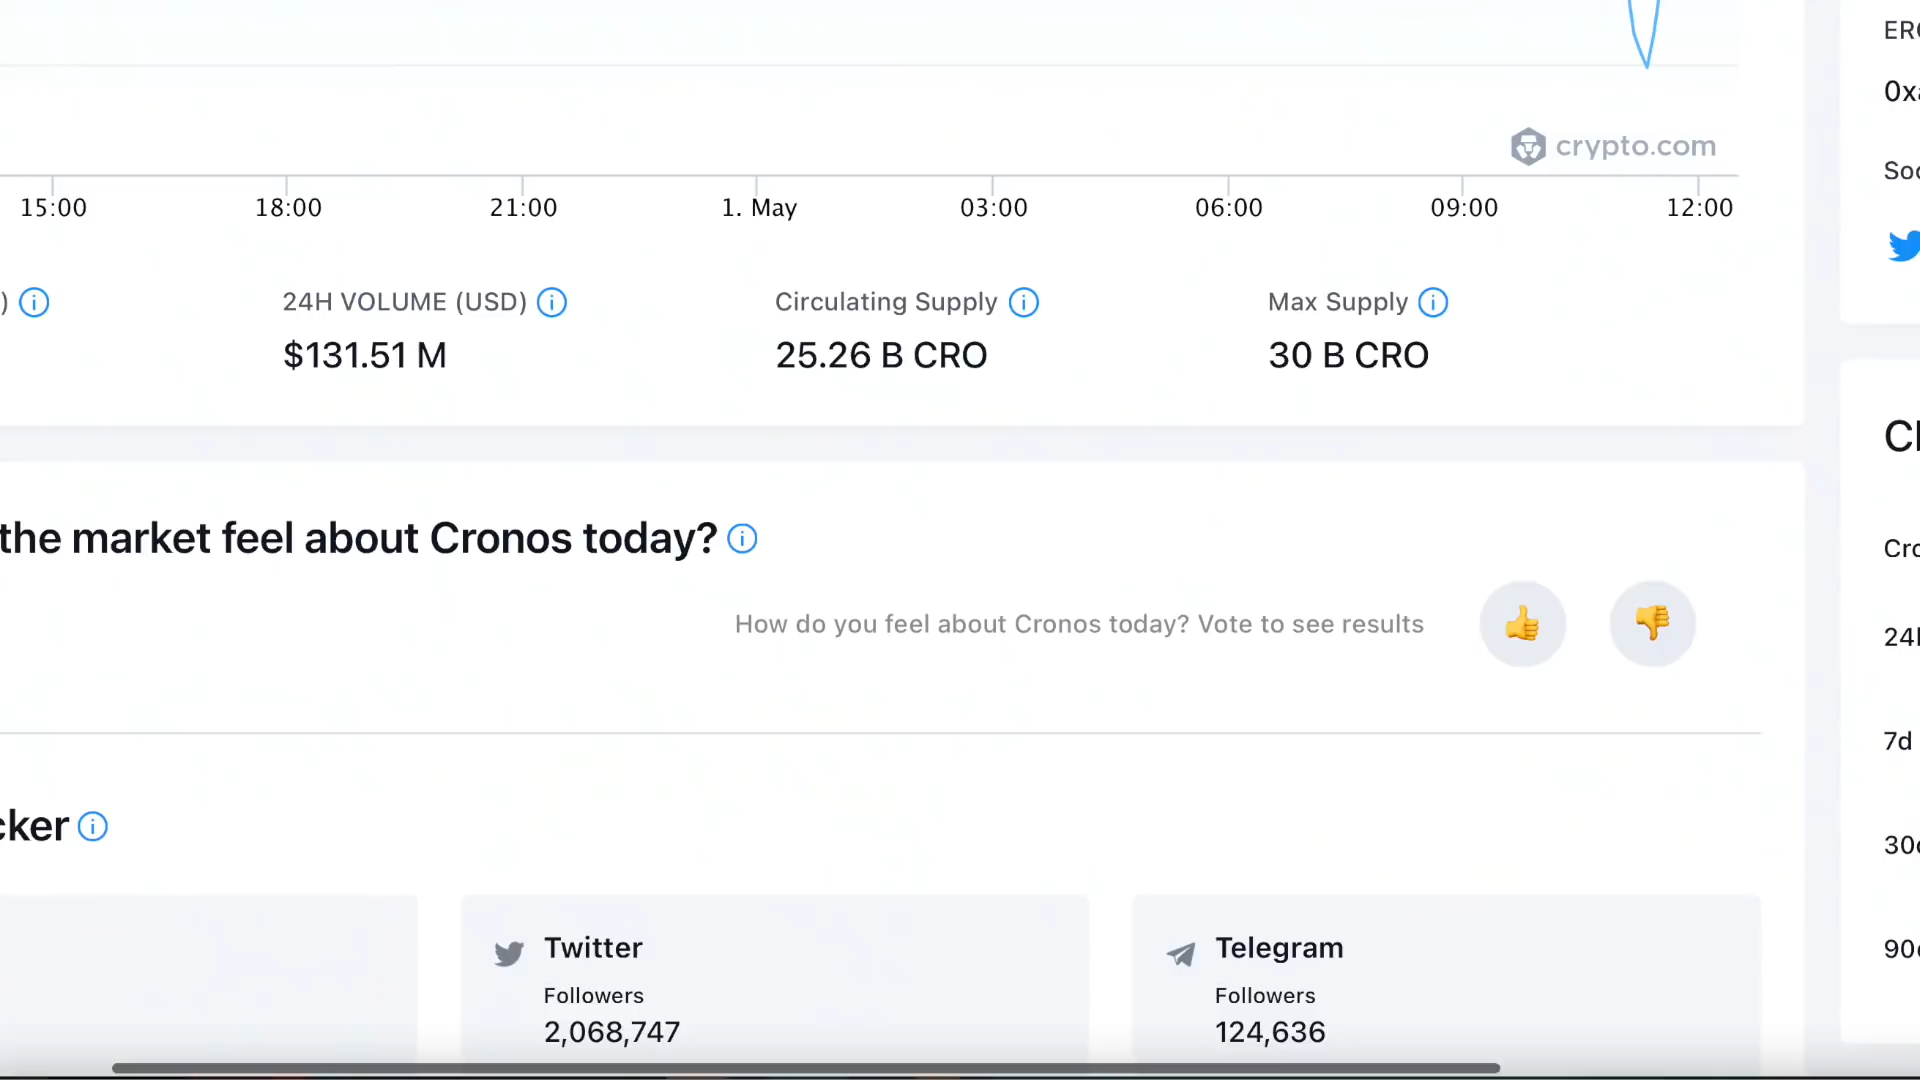 crypto.com
15:00 18:00 21:00 1. May 03:00 06:00 09:00 12:00
) 24H VOLUME (USD) Circulating Supply Max Supply
$131.51 M 25.26 B CRO 30 B CRO
the market feel about Cronos today?
How do you feel about Cronos today? Vote to see results 👍 👎
cker
Twitter
Followers
2,068,747
Telegram
Followers
124,636
0xa
7d